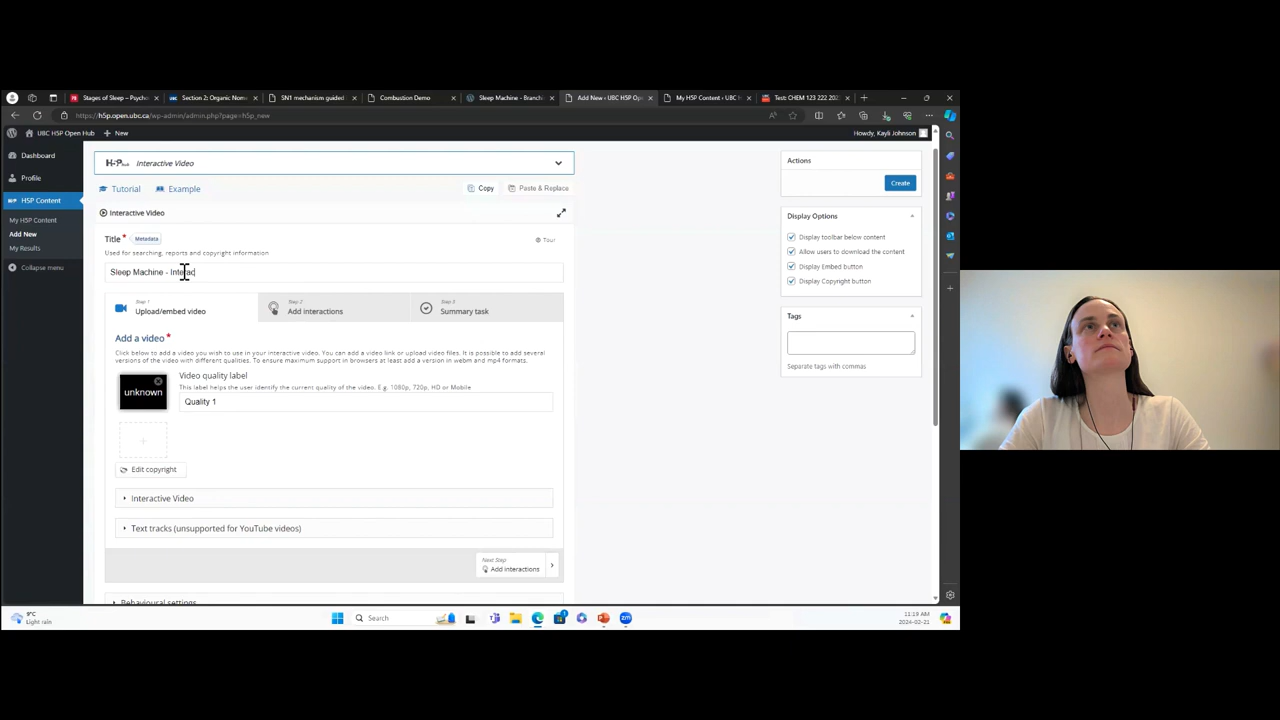 Stages of Sleep – Psych
UBC
Section 2: Organic Nom
SN1 mechanism guided
Combustion Demo
Sleep Machine - Branchi
Add New ‹ UBC H5P Ope
My H5P Content ‹ UBC H
Test: CHEM 123 222 202
https://h5p.open.ubc.ca/wp-admin/admin.php?page=h5p_new
UBC H5P Open Hub
New
Howdy, Kayli Johnson
Dashboard
Profile
H5P Content
My H5P Content
Add New
My Results
Collapse menu
H5P Hub
Interactive Video
Tutorial
Example
Copy
Paste & Replace
Interactive Video
Title*
Metadata
Tour
Used for searching, reports and copyright information
Sleep Machine - Interac
Step 1
Upload/embed video
Step 2
Add interactions
Step 3
Summary task
Add a video*
Click below to add a video you wish to use in your interactive video. You can add a video link or upload video files. It is possible to add several
versions of the video with different qualities. To ensure maximum support in browsers at least add a version in webm and mp4 formats.
unknown
Video quality label
This label helps the user identify the current quality of the video. E.g. 1080p, 720p, HD or Mobile
Quality 1
Edit copyright
Interactive Video
Text tracks (unsupported for YouTube videos)
Next Step
Add interactions
Behavioural settings
Actions
Create
Display Options
Display toolbar below content
Allow users to download the content
Display Embed button
Display Copyright button
Tags
Separate tags with commas
9°C
Light rain
Search
11:19 AM
2024-02-21